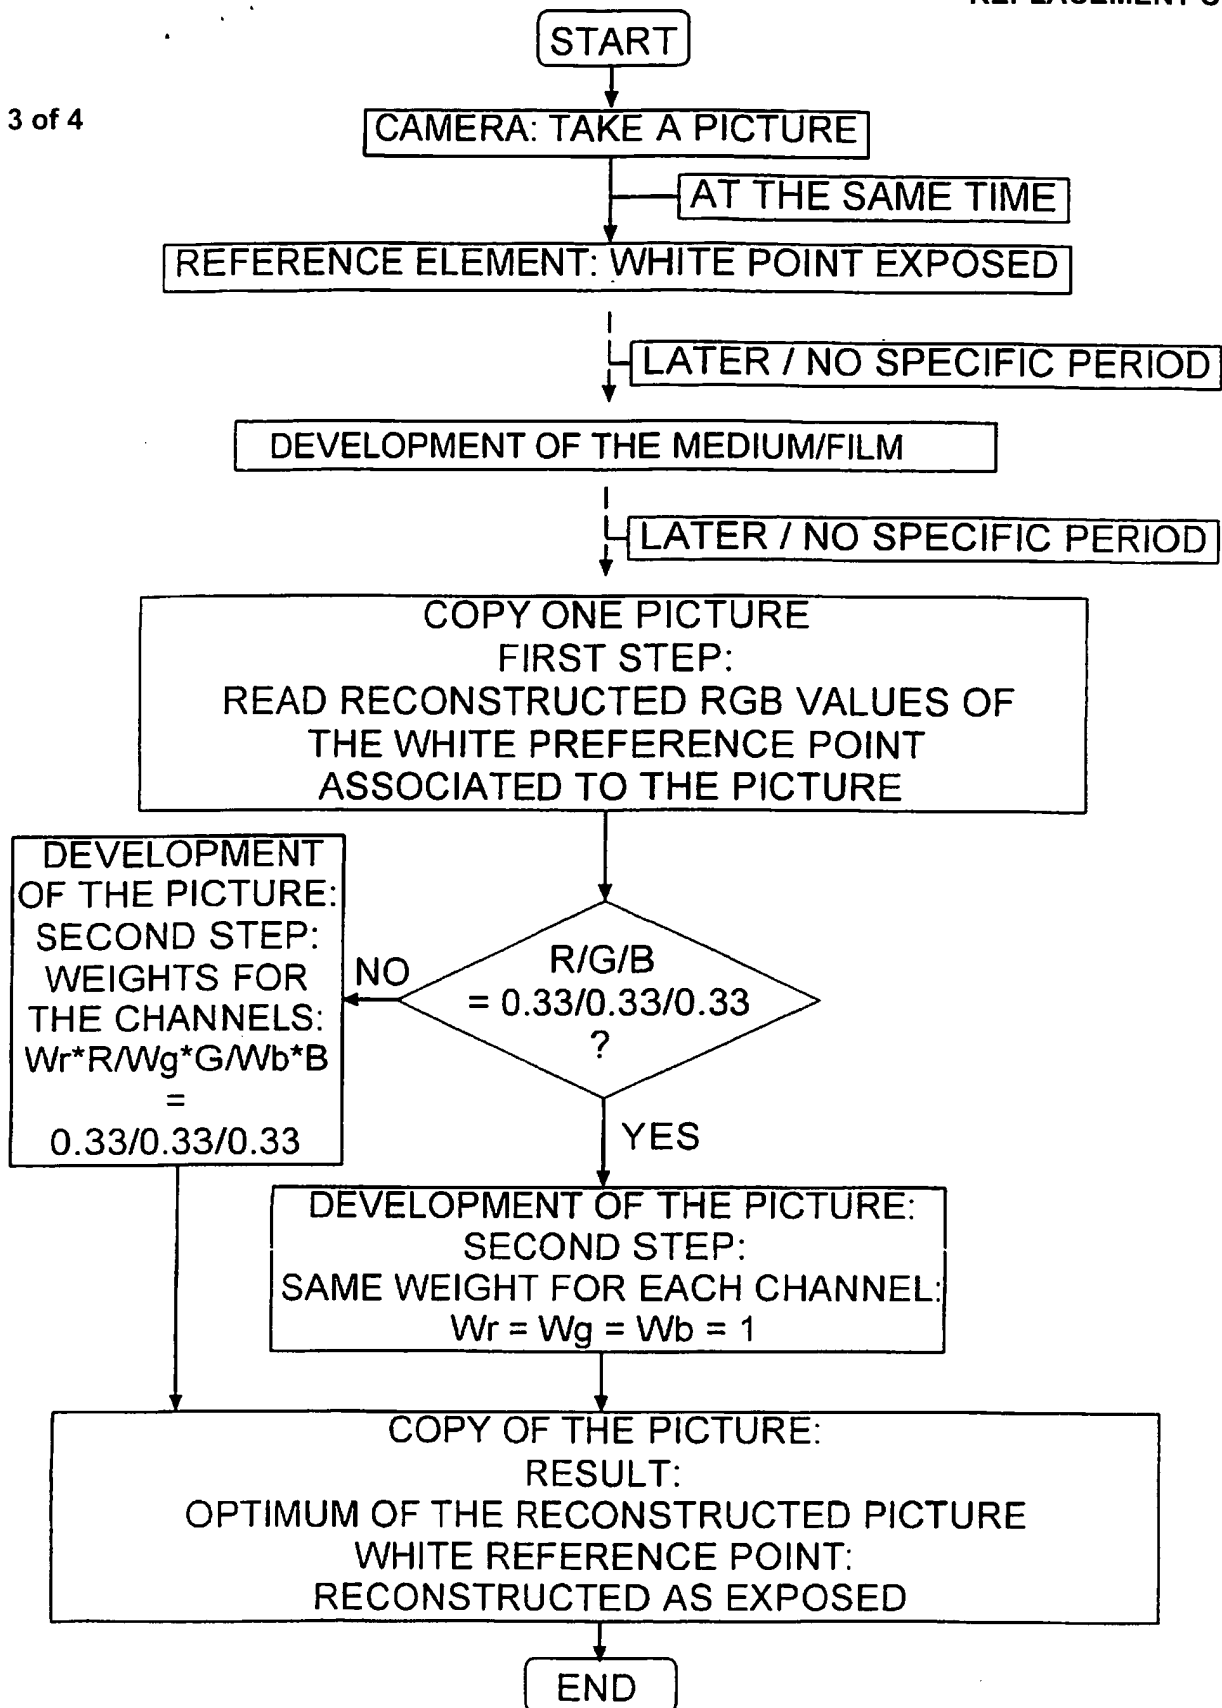 START
3 of 4
CAMERA: TAKE A PICTURE
AT THE SAME TIME
REFERENCE ELEMENT: WHITE POINT EXPOSED
LATER / NO SPECIFIC PERIOD
DEVELOPMENT OF THE MEDIUM/FILM
LATER / NO SPECIFIC PERIOD
COPY ONE PICTURE
FIRST STEP:
READ RECONSTRUCTED RGB VALUES OF
THE WHITE PREFERENCE POINT
ASSOCIATED TO THE PICTURE
DEVELOPMENT
OF THE PICTURE:
SECOND STEP:
WEIGHTS FOR
THE CHANNELS:
Wr*R/Wg*G/Wb*B
=
0.33/0.33/0.33
NO
R/G/B
= 0.33/0.33/0.33
?
YES
DEVELOPMENT OF THE PICTURE:
SECOND STEP:
SAME WEIGHT FOR EACH CHANNEL:
Wr = Wg = Wb = 1
COPY OF THE PICTURE:
RESULT:
OPTIMUM OF THE RECONSTRUCTED PICTURE
WHITE REFERENCE POINT:
RECONSTRUCTED AS EXPOSED
END